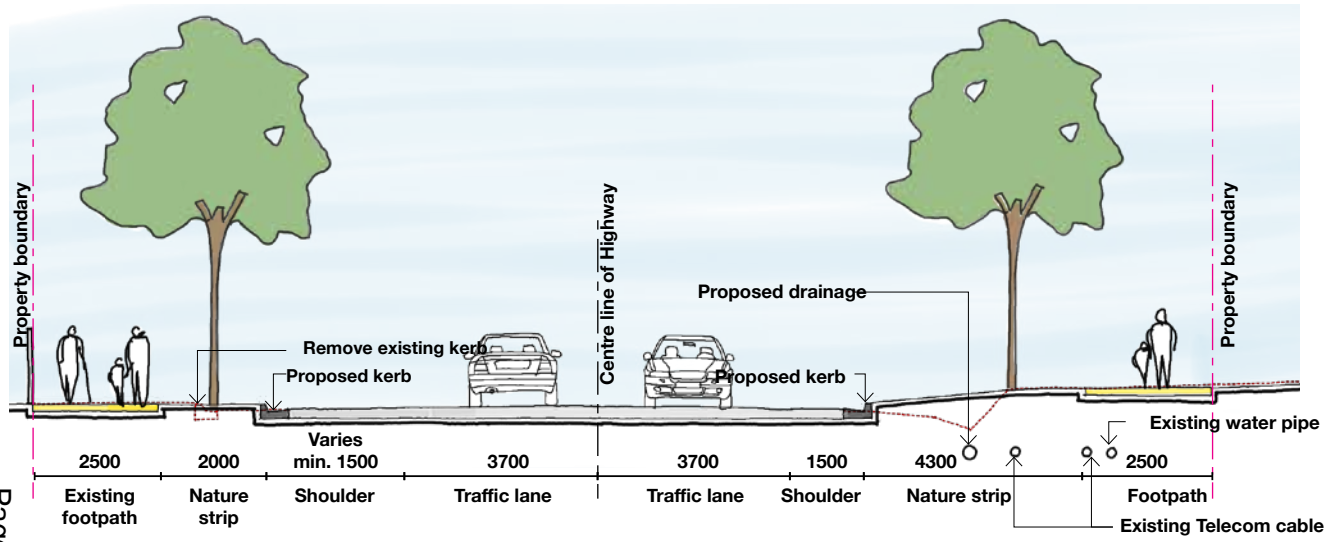 Property boundary
Centre line of Highway
Property boundary
Proposed drainage
Remove existing kerb
Proposed kerb
Proposed kerb
Existing water pipe
2500
2000
Varies
min. 1500
3700
3700
1500
4300
2500
Existing
footpath
Nature
strip
Shoulder
Traffic lane
Traffic lane
Shoulder
Nature strip
Footpath
Existing Telecom cable